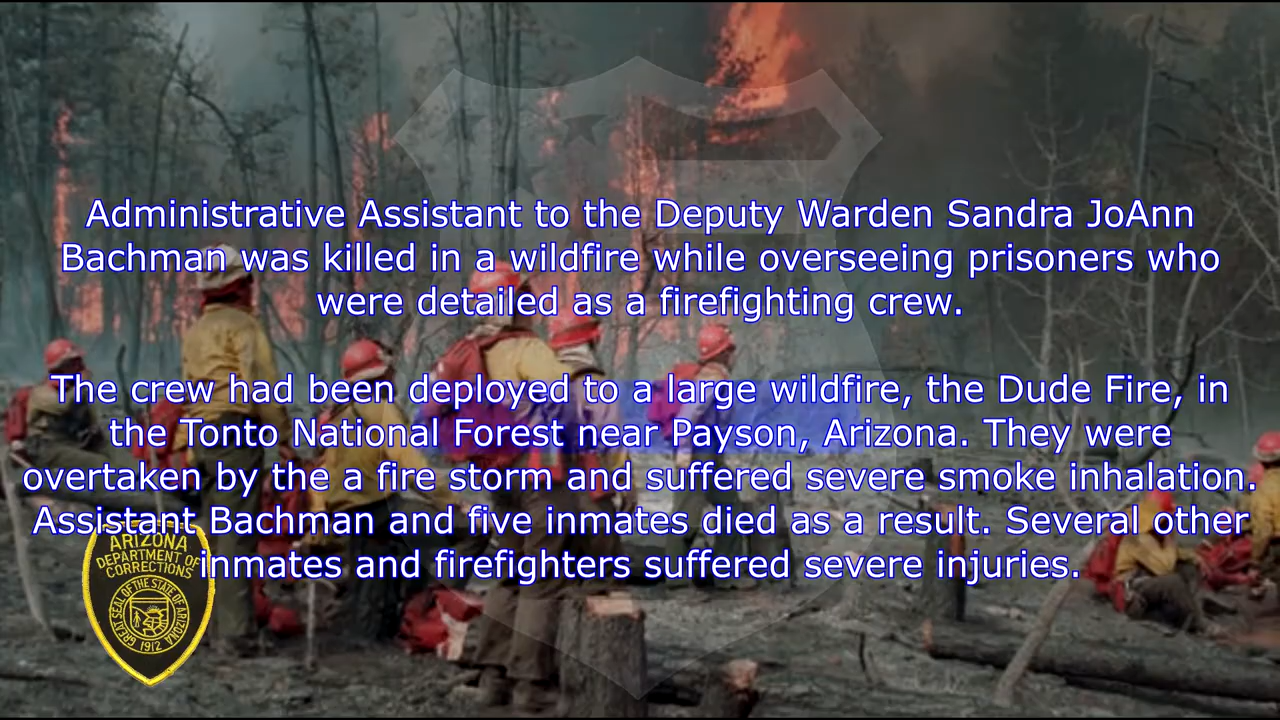 Administrative Assistant to the Deputy Warden Sandra JoAnn
Bachman was killed in a wildfire while overseeing prisoners who
were detailed as a firefighting crew.
The crew had been deployed to a large wildfire, the Dude Fire, in
the Tonto National Forest near Payson, Arizona. They were
overtaken by the a fire storm and suffered severe smoke inhalation.
Assistant Bachman and five inmates died as a result. Several other
inmates and firefighters suffered severe injuries.
ARIZONA
DEPARTMENT OF
CORRECTIONS
GREAT SEAL OF THE STATE OF ARIZONA
1912